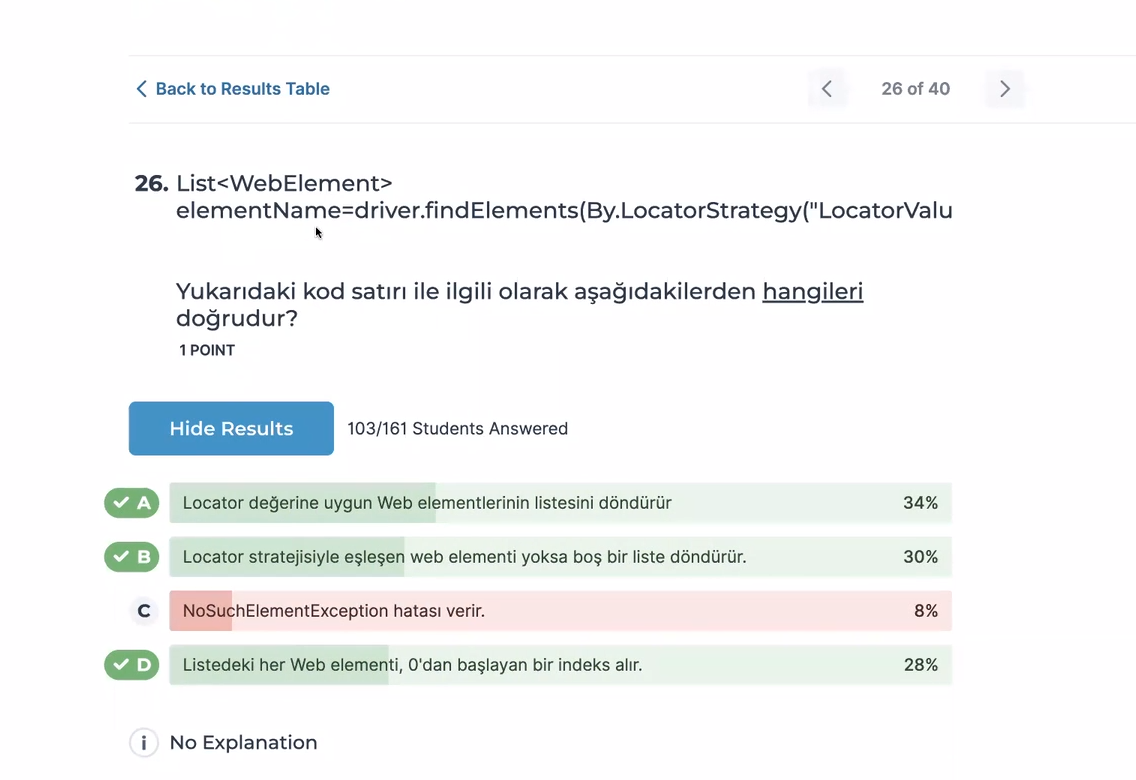 Back to Results Table
26 of 40
26. List<WebElement>
elementName=driver.findElements(By.LocatorStrategy("LocatorValu
Yukarıdaki kod satırı ile ilgili olarak aşağıdakilerden hangileri
doğrudur?
1 POINT
Hide Results 103/161 Students Answered
A Locator değerine uygun Web elementlerinin listesini döndürür 34%
B Locator stratejisiyle eşleşen web elementi yoksa boş bir liste döndürür. 30%
C NoSuchElementException hatası verir. 8%
D Listedeki her Web elementi, 0'dan başlayan bir indeks alır. 28%
i No Explanation